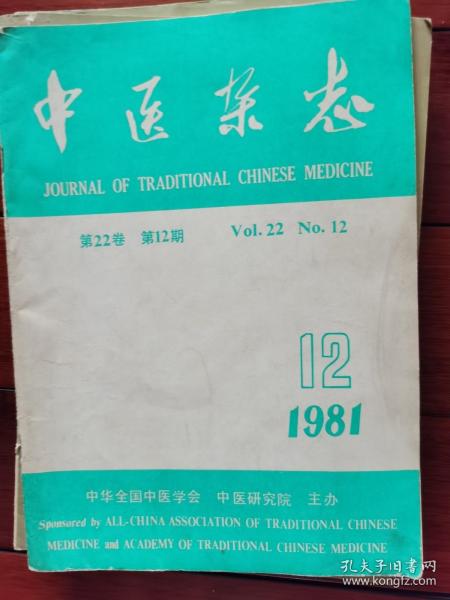 中医杂志
JOURNAL OF TRADITIONAL CHINESE MEDICINE
第22卷 第12期 Vol. 22 No. 12
12
1981
中华全国中医学会 中医研究院 主办
Sponsored by ALL-CHINA ASSOCIATION OF TRADITIONAL CHINESE
MEDICINE and ACADEMY OF TRADITIONAL CHINESE MEDICINE
孔夫子旧书网
www.kongfz.com